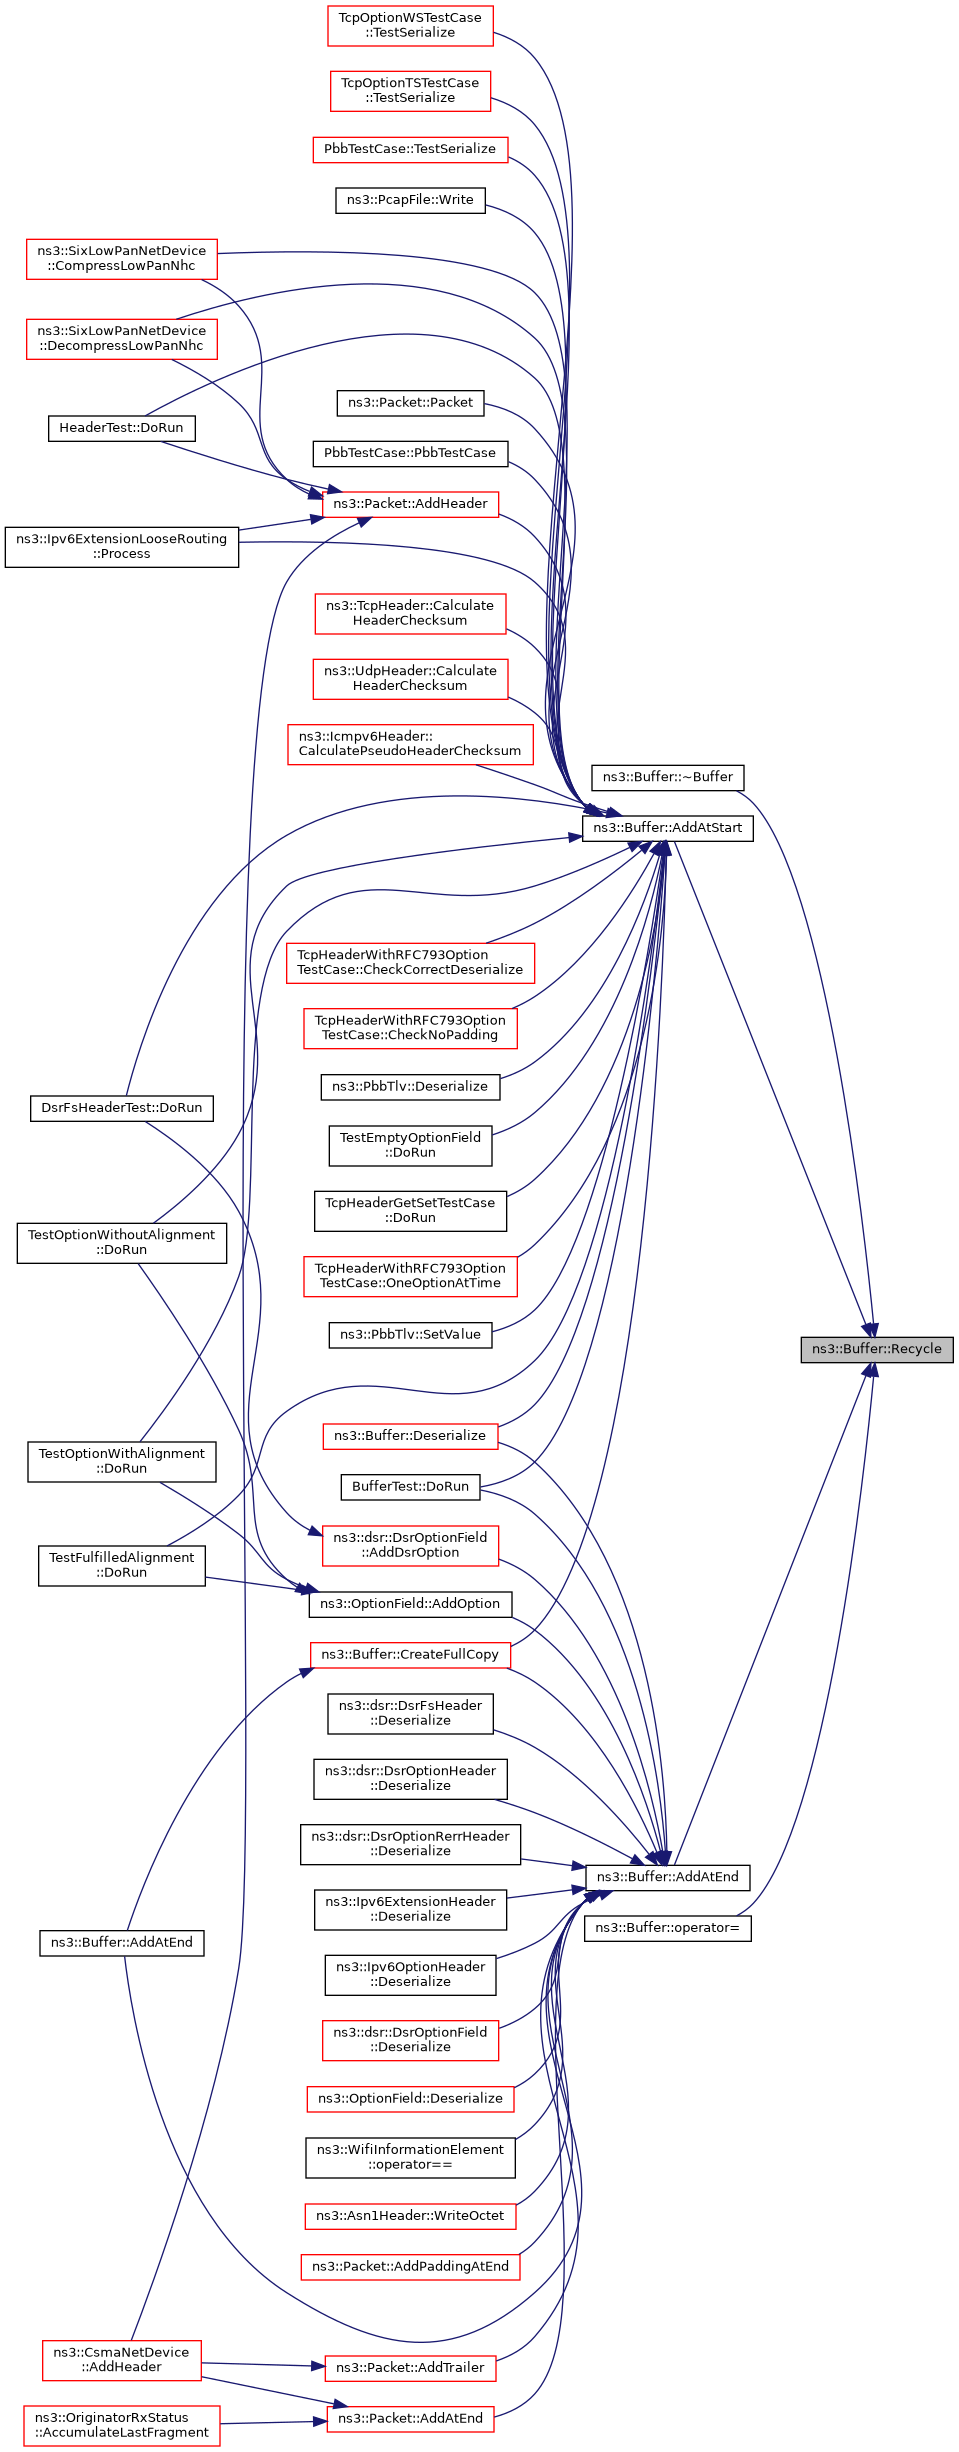 TcpOptionWSTestCase
::TestSerialize
TcpOptionTSTestCase
::TestSerialize
PbbTestCase::TestSerialize
ns3::PcapFile::Write
ns3::SixLowPanNetDevice
::CompressLowPanNhc
ns3::SixLowPanNetDevice
::DecompressLowPanNhc
ns3::Packet::Packet
HeaderTest::DoRun
PbbTestCase::PbbTestCase
ns3::Packet::AddHeader
ns3::Ipv6ExtensionLooseRouting
::Process
ns3::TcpHeader::Calculate
HeaderChecksum
ns3::UdpHeader::Calculate
HeaderChecksum
ns3::Icmpv6Header::
CalculatePseudoHeaderChecksum
ns3::Buffer::~Buffer
ns3::Buffer::AddAtStart
TcpHeaderWithRFC793Option
TestCase::CheckCorrectDeserialize
TcpHeaderWithRFC793Option
TestCase::CheckNoPadding
ns3::PbbTlv::Deserialize
DsrFsHeaderTest::DoRun
TestEmptyOptionField
::DoRun
TcpHeaderGetSetTestCase
::DoRun
TestOptionWithoutAlignment
::DoRun
TcpHeaderWithRFC793Option
TestCase::OneOptionAtTime
ns3::PbbTlv::SetValue
ns3::Buffer::Recycle
ns3::Buffer::Deserialize
TestOptionWithAlignment
::DoRun
BufferTest::DoRun
ns3::dsr::DsrOptionField
::AddDsrOption
TestFulfilledAlignment
::DoRun
ns3::OptionField::AddOption
ns3::Buffer::CreateFullCopy
ns3::dsr::DsrFsHeader
::Deserialize
ns3::dsr::DsrOptionHeader
::Deserialize
ns3::dsr::DsrOptionRerrHeader
::Deserialize
ns3::Buffer::AddAtEnd
ns3::Ipv6ExtensionHeader
::Deserialize
ns3::Buffer::operator=
ns3::Buffer::AddAtEnd
ns3::Ipv6OptionHeader
::Deserialize
ns3::dsr::DsrOptionField
::Deserialize
ns3::OptionField::Deserialize
ns3::WifiInformationElement
::operator==
ns3::Asn1Header::WriteOctet
ns3::Packet::AddPaddingAtEnd
ns3::CsmaNetDevice
::AddHeader
ns3::Packet::AddTrailer
ns3::Packet::AddAtEnd
ns3::OriginatorRxStatus
::AccumulateLastFragment